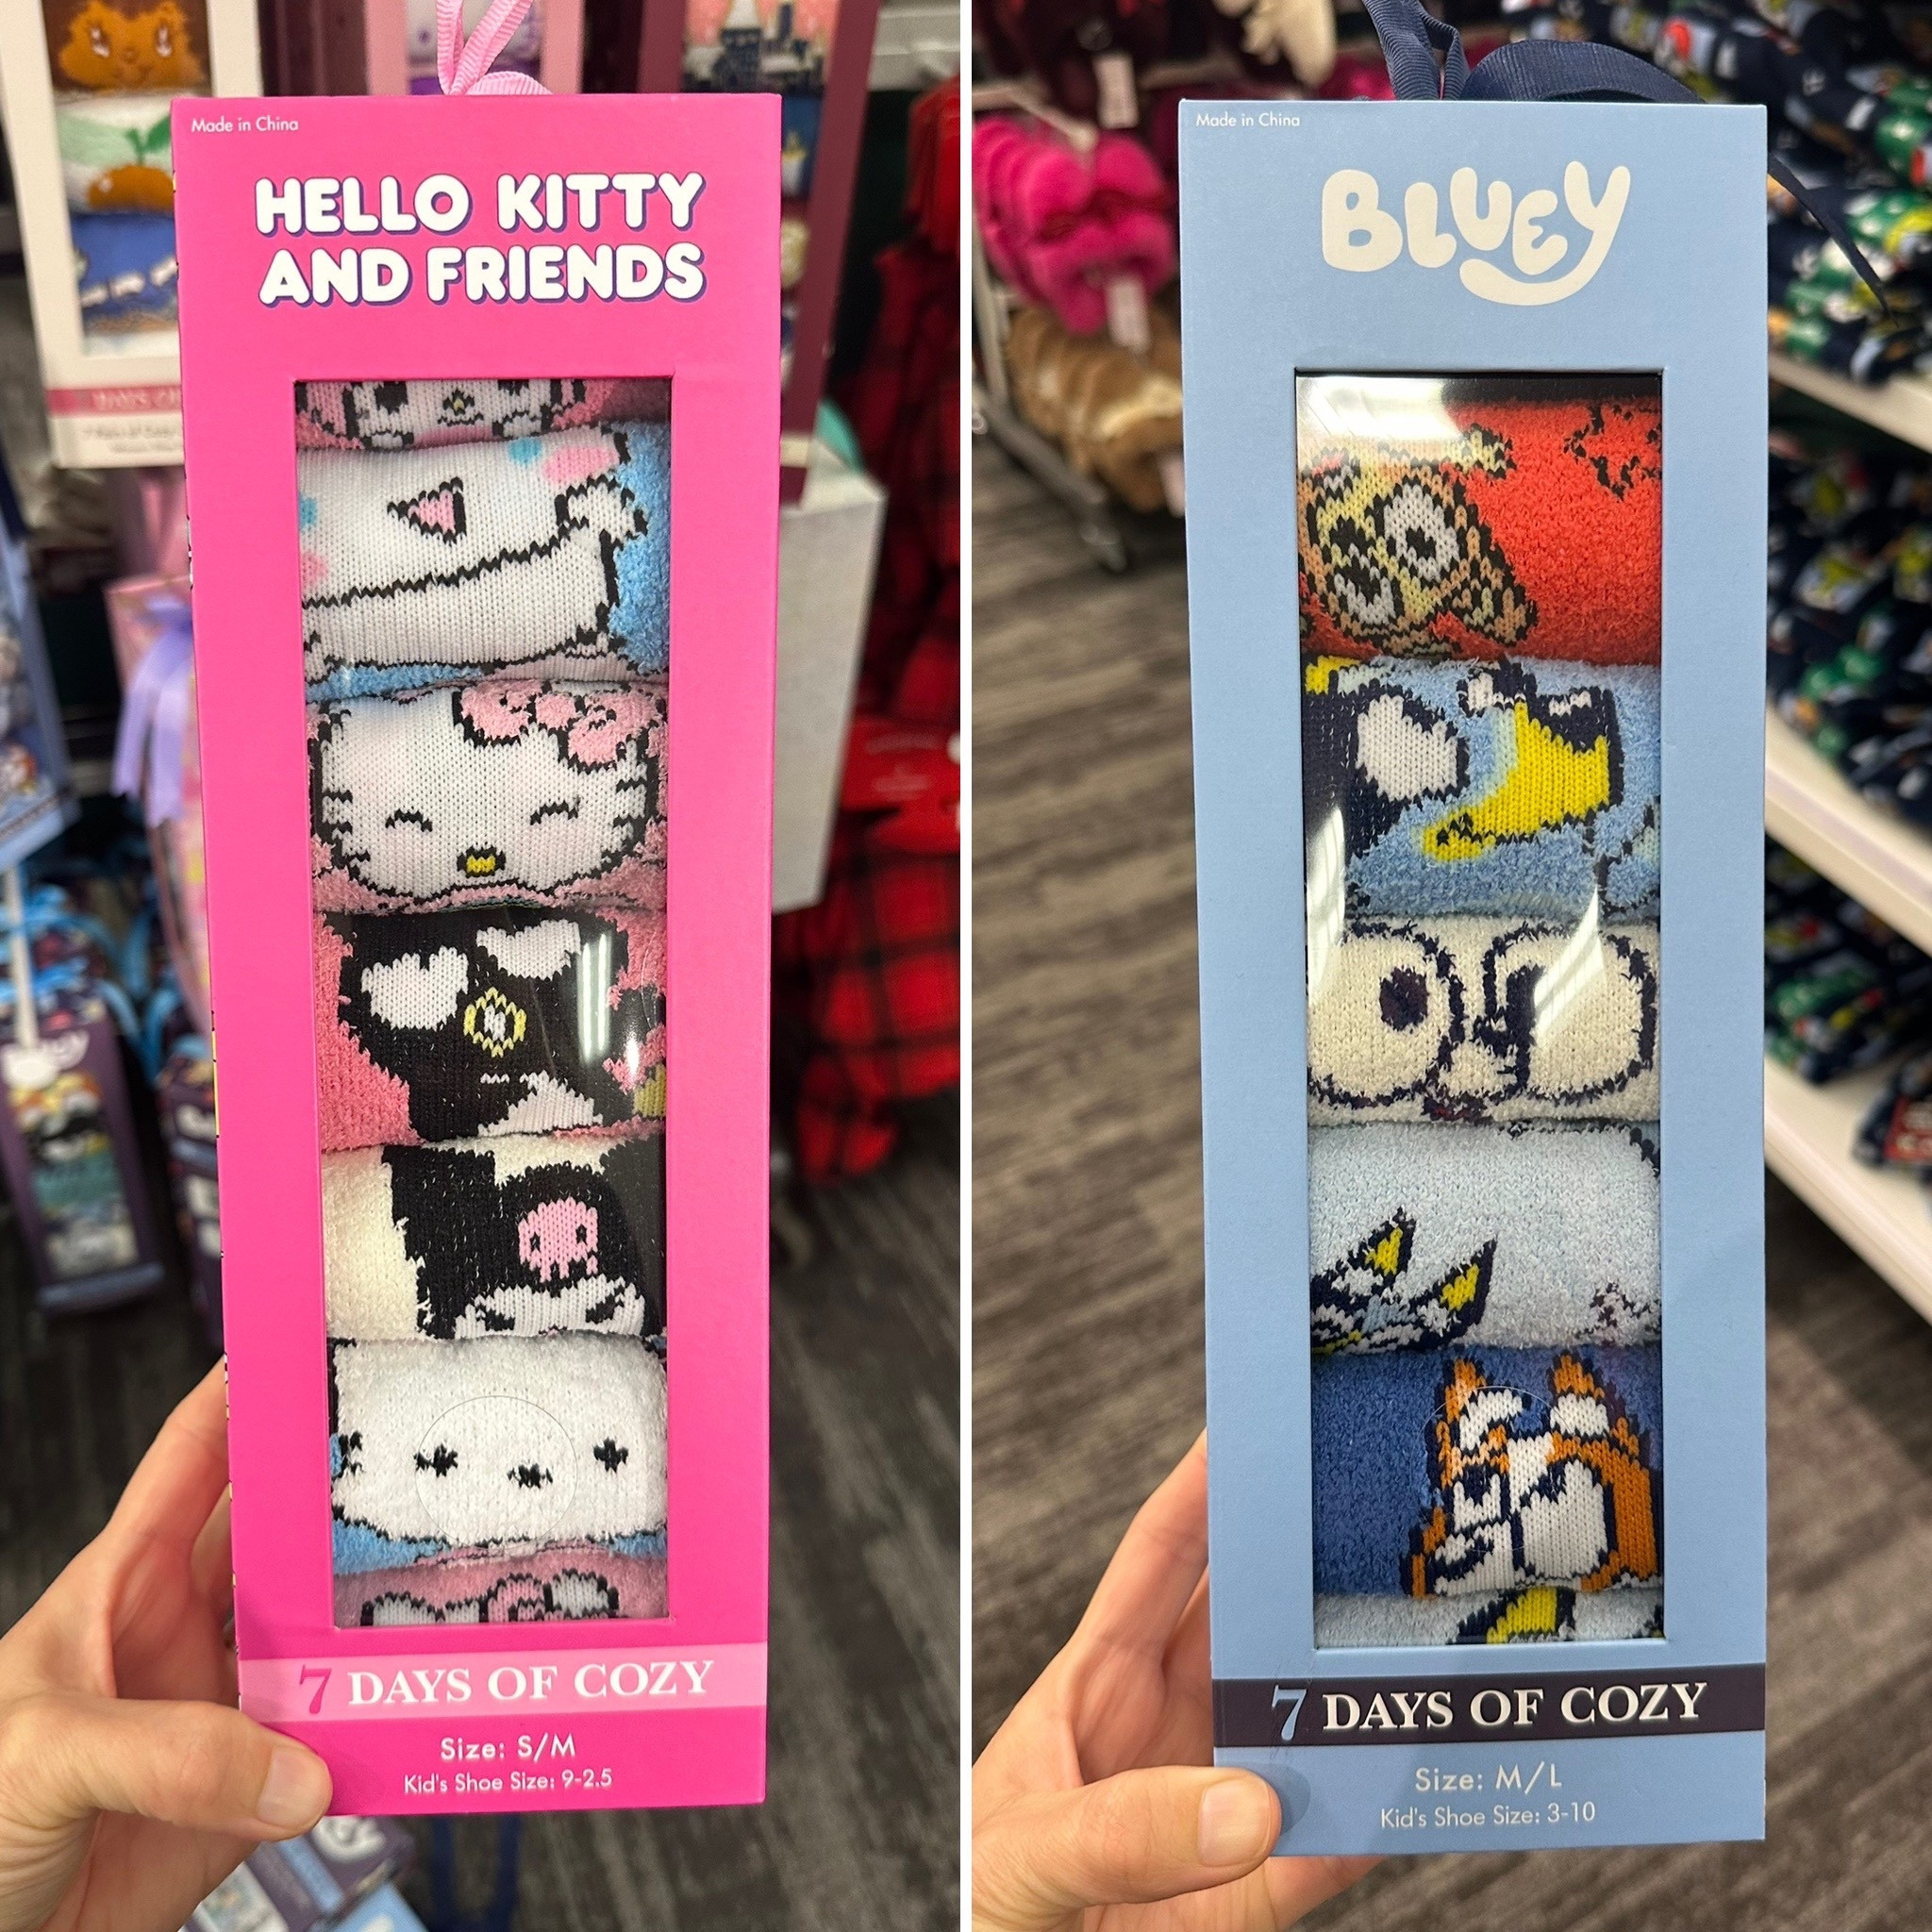 Made in China
HELLO KITTY
AND FRIENDS
7 DAYS OF COZY
Size: S/M
Kid's Shoe Size: 9-2.5
Made in China
BLUEY
7 DAYS OF COZY
Size: M/L
Kid's Shoe Size: 3-10